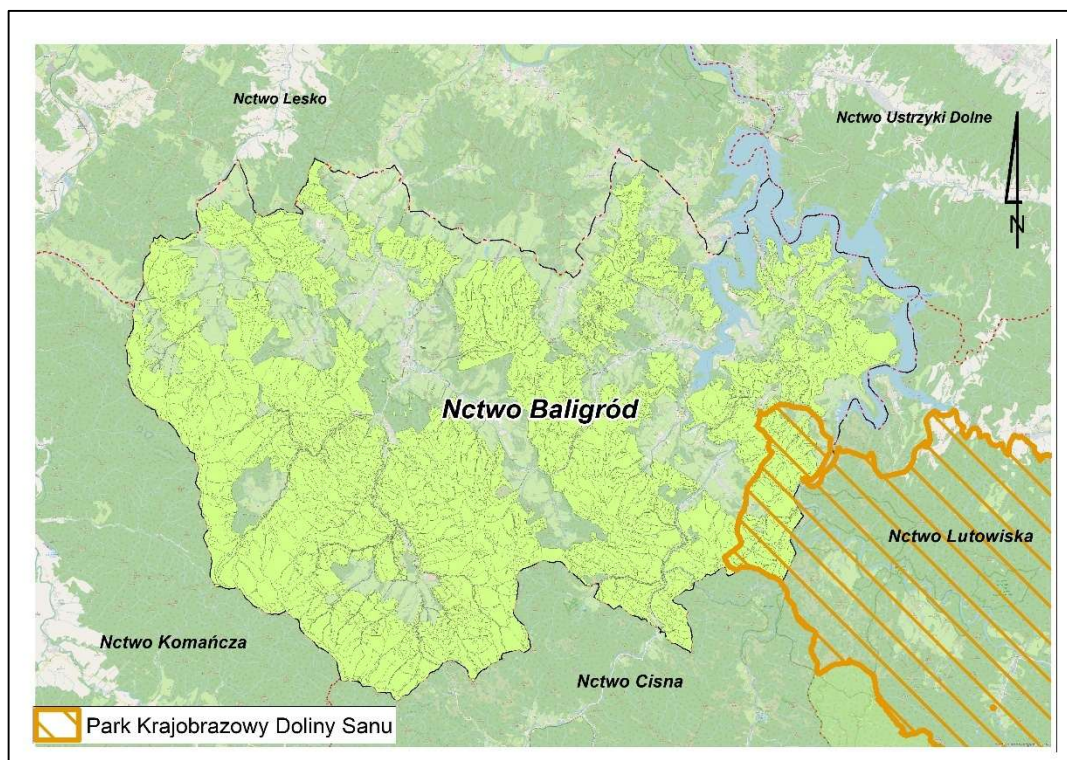 Nctwo Lesko
Nctwo Ustrzyki Dolne
N
Nctwo Baligród
Nctwo Lutowiska
Nctwo Komańcza
Nctwo Cisna
Park Krajobrazowy Doliny Sanu